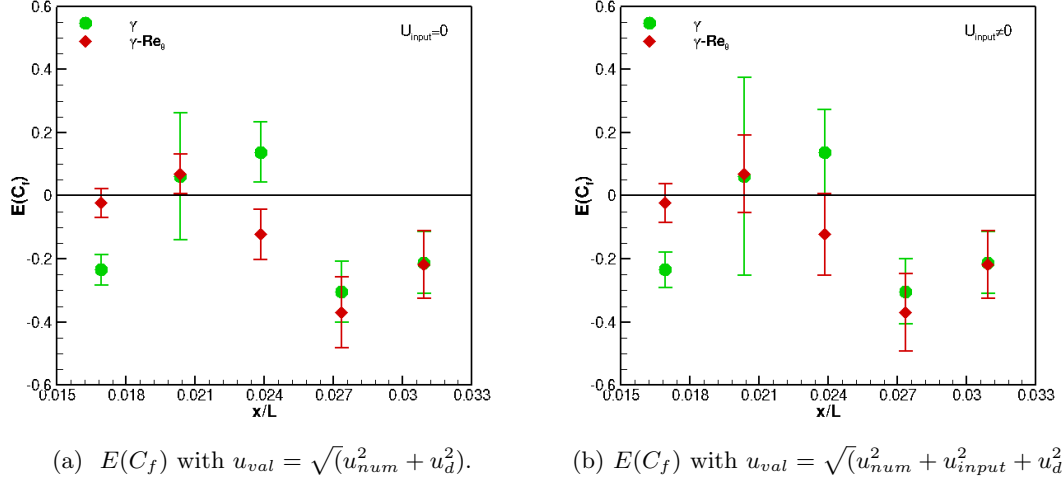 0.6
γ
γ-Reθ
U_input=0
0.4
0.2
0
-0.2
-0.4
-0.6
E(C_f)
0.015 0.018 0.021 0.024 0.027 0.03 0.033
x/L
0.6
γ
γ-Reθ
U_input≠0
0.4
0.2
0
-0.2
-0.4
-0.6
E(C_f)
0.015 0.018 0.021 0.024 0.027 0.03 0.033
x/L
(a) E(C_f) with u_val = √(u²_num + u²_d).
(b) E(C_f) with u_val = √(u²_num + u²_input + u²_d